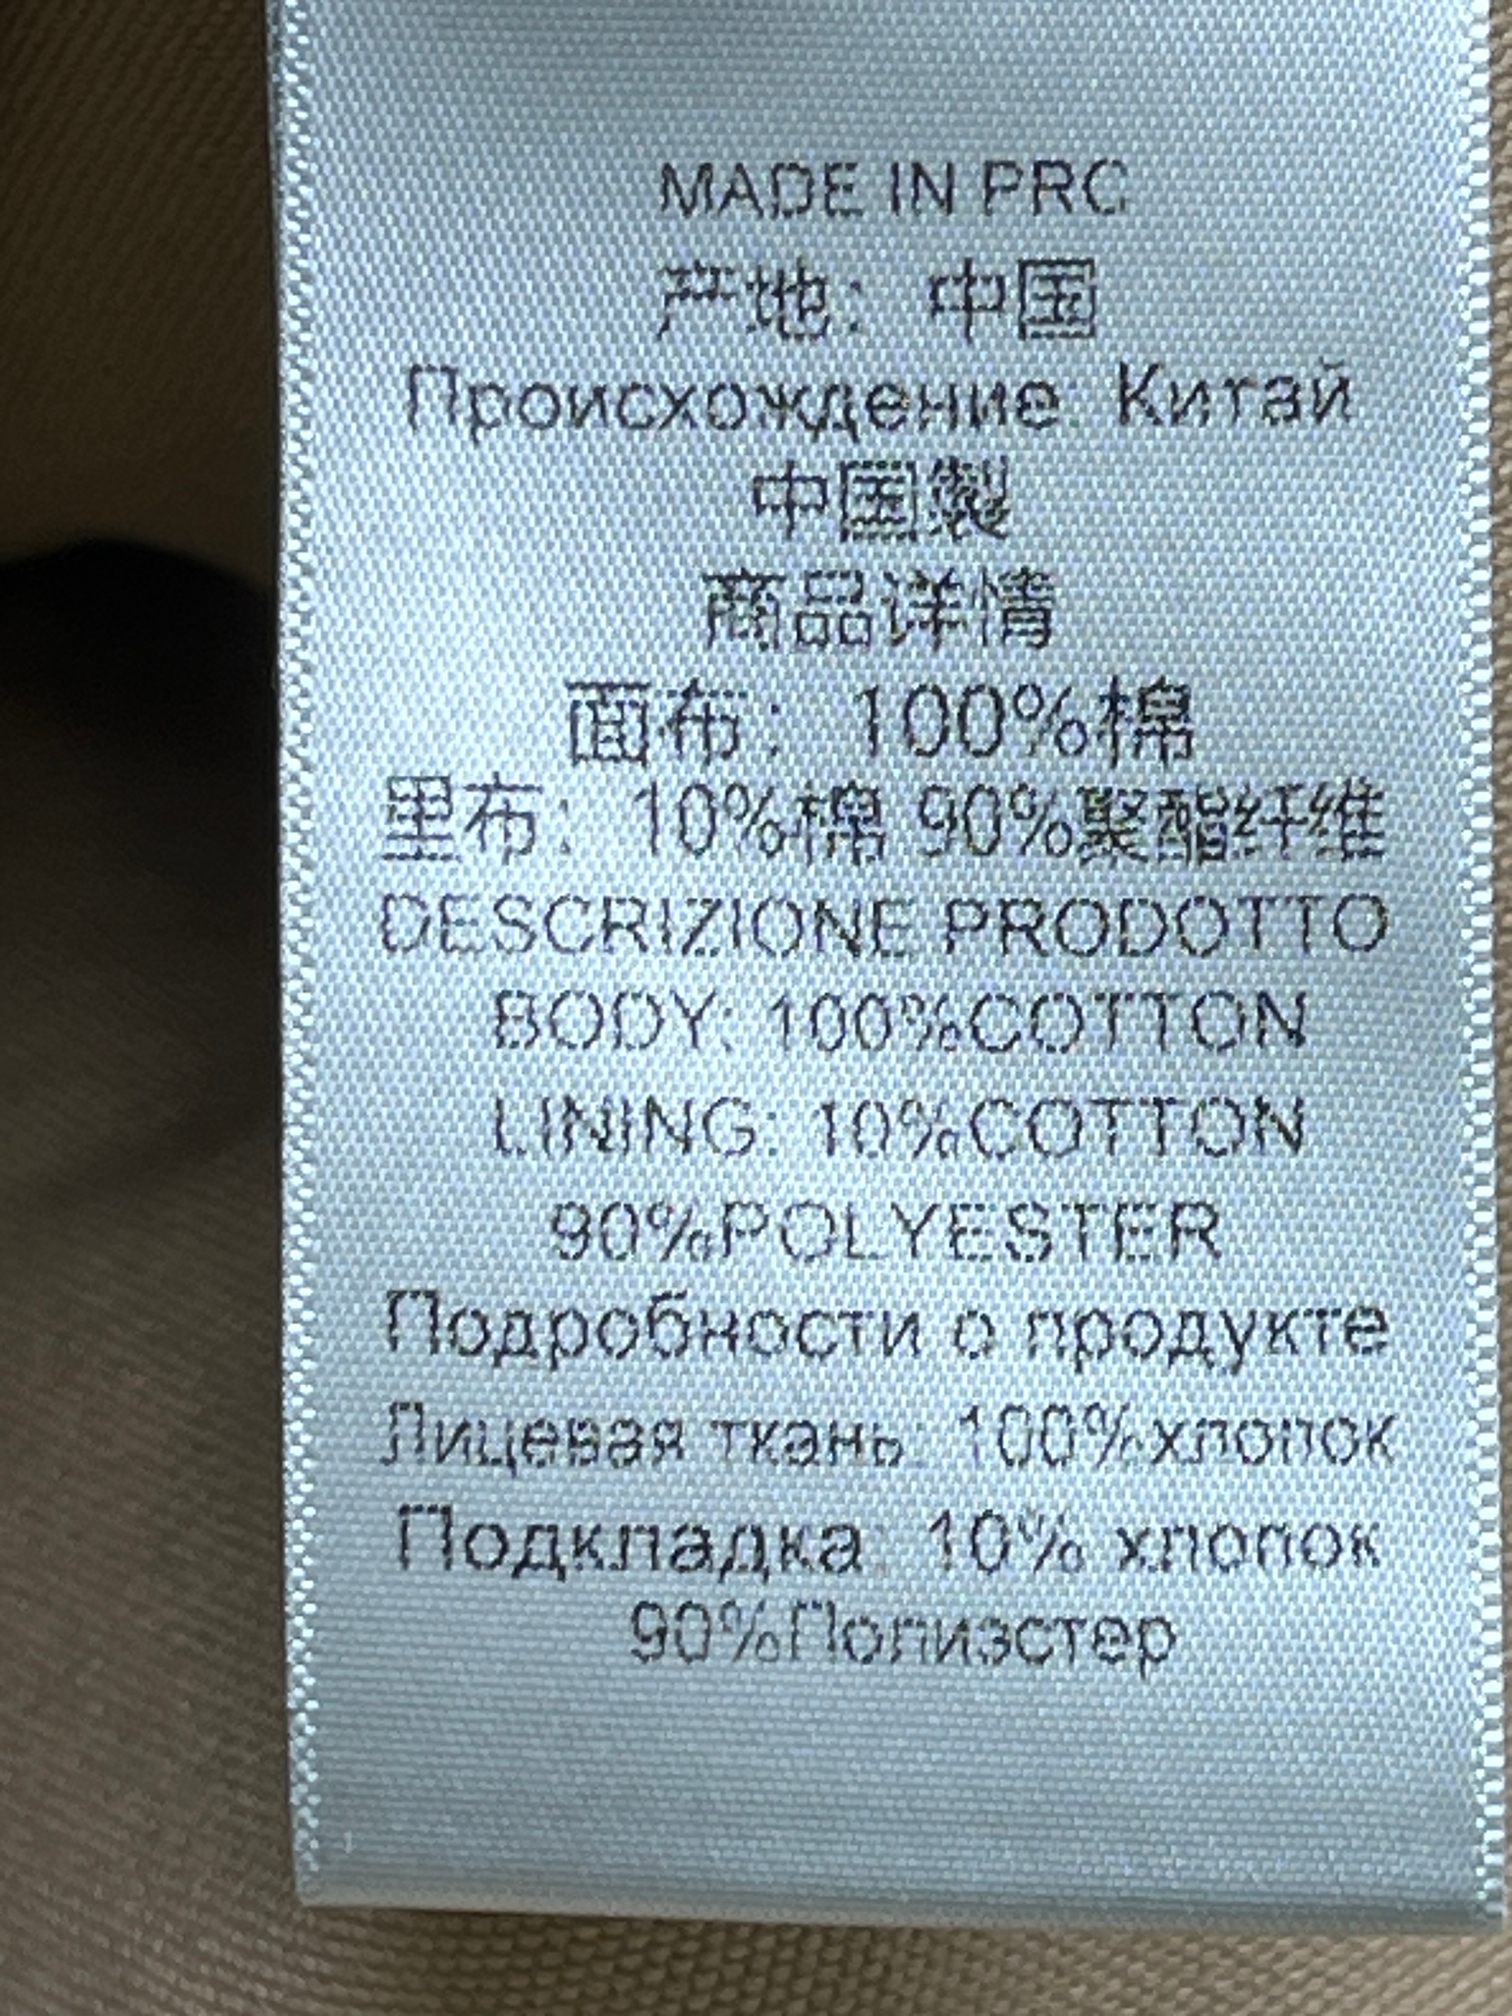 MADE IN PRC
产地：中国
Происхождение: Китай
中国製
商品详情
面布：100%棉
里布：10%棉 90%聚酯纤维
DESCRIZIONE PRODOTTO
BODY: 100%COTTON
LINING: 10%COTTON
90%POLYESTER
Подробности о продукте
Лицевая ткань: 100%хлопок
Подкладка: 10% хлопок
90%Полиэстер